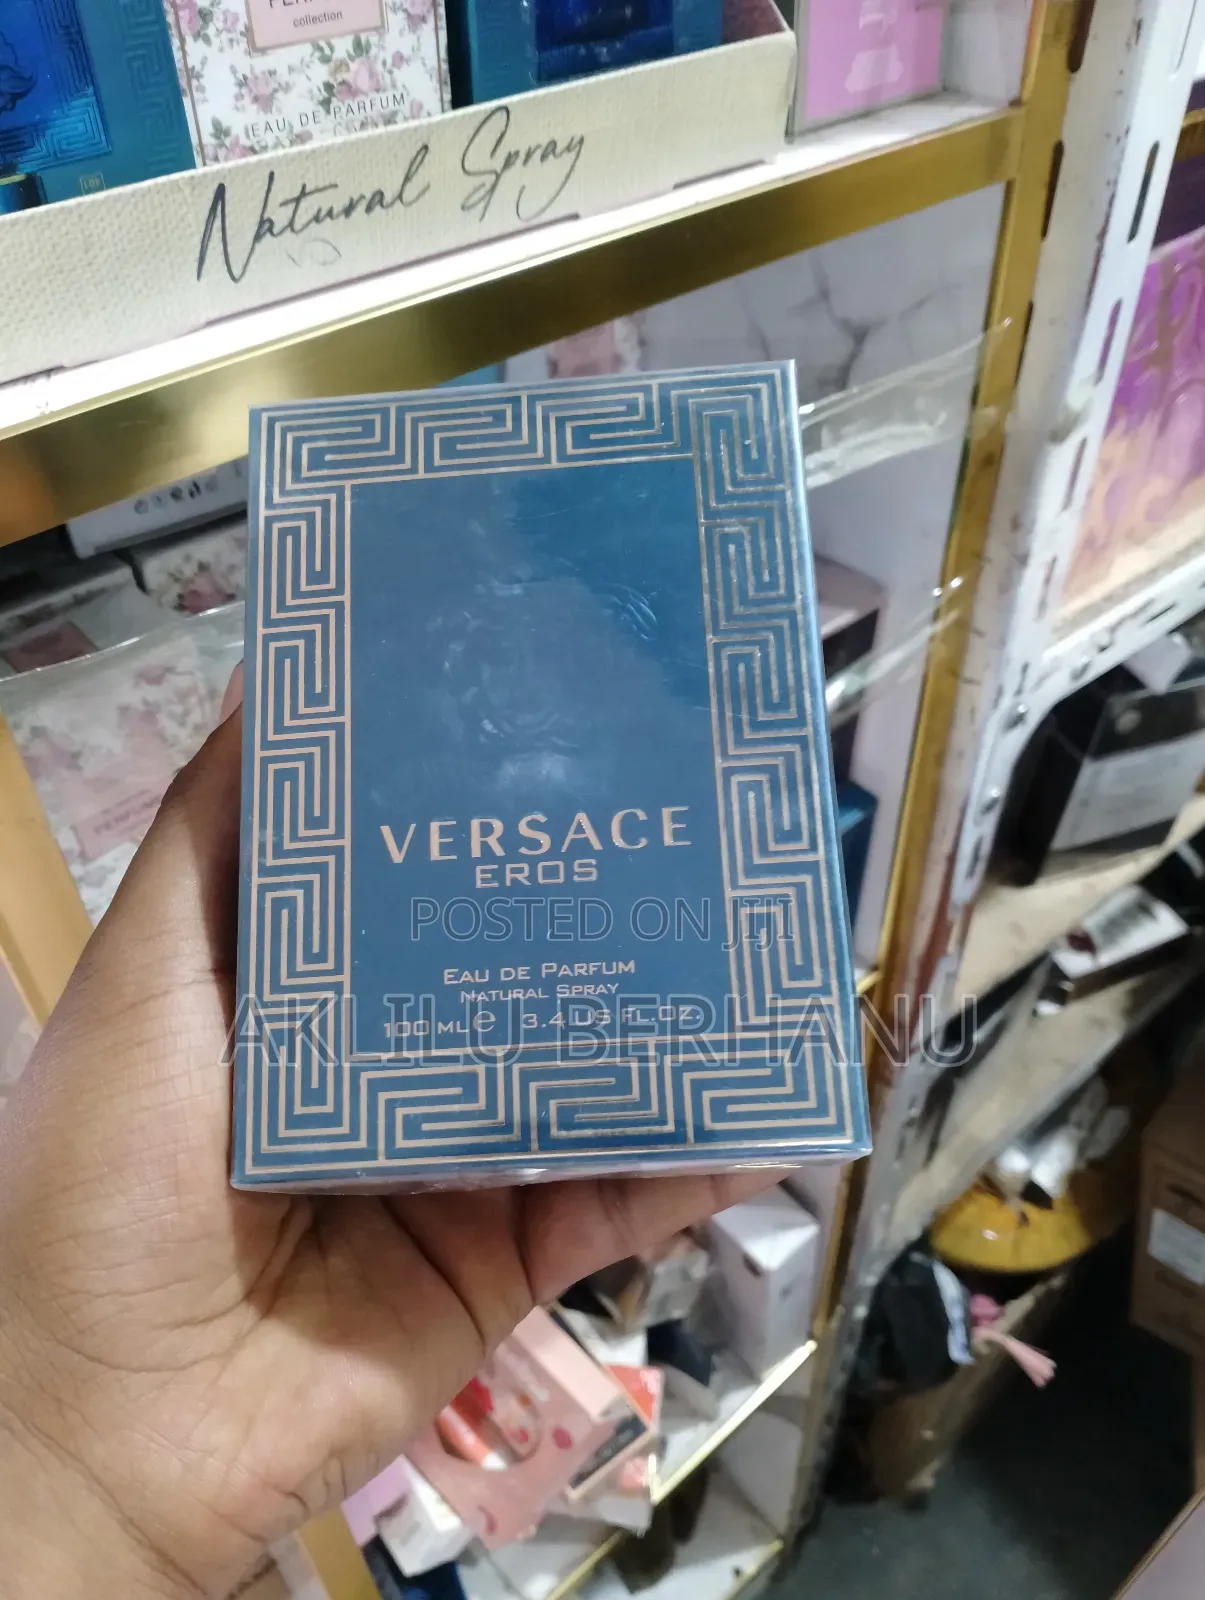 collection
EAU DE PARFUM
Natural Spray
VERSACE
EROS
POSTED ON JIJI
EAU DE PARFUM
NATURAL SPRAY
AKLILU BERHANU
100 ML e 3.4 US FL.OZ.